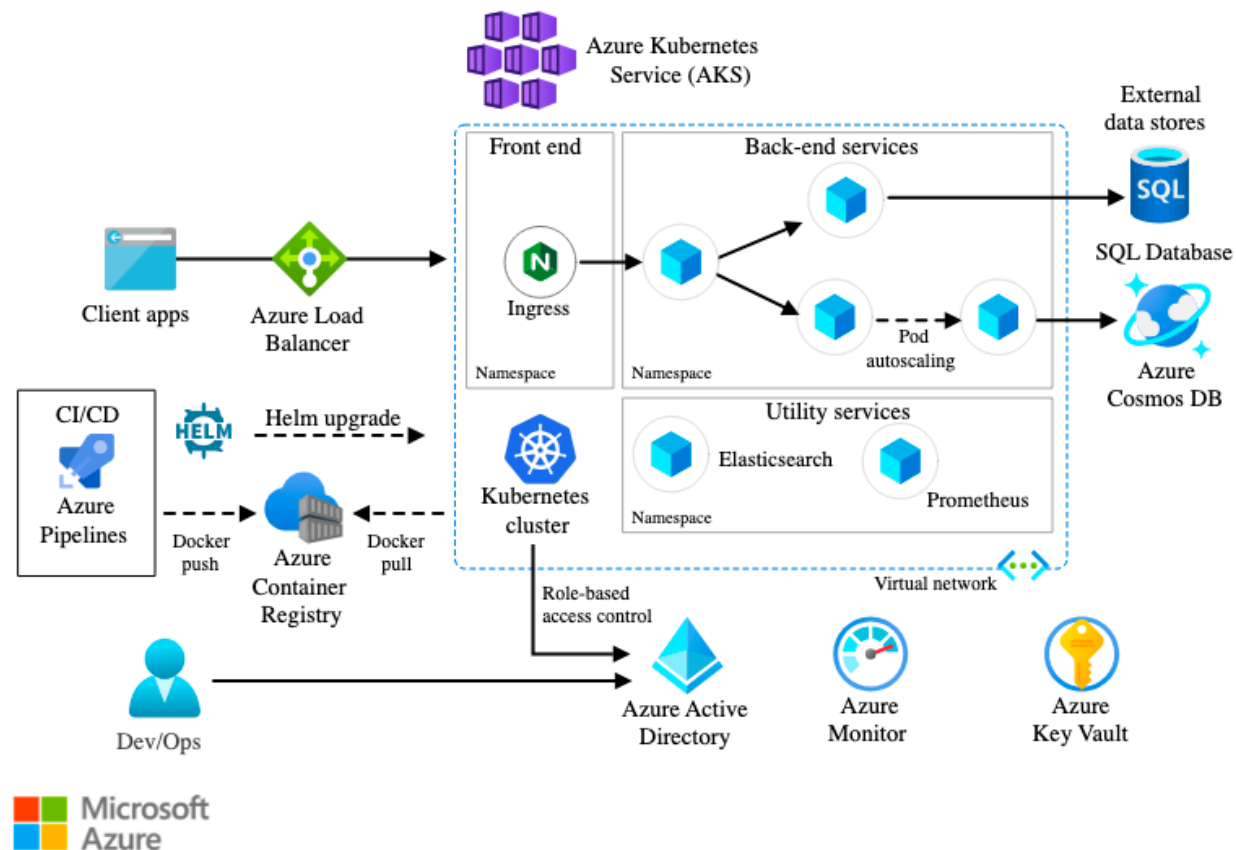 Azure Kubernetes
Service (AKS)
External
data stores
Front end
Back-end services
SQL
SQL Database
N
Ingress
Client apps
Azure Load
Balancer
Pod
autoscaling
Namespace
Namespace
Azure
Cosmos DB
CI/CD
Azure
Pipelines
HELM
Helm upgrade
Utility services
Elasticsearch
Prometheus
Namespace
Kubernetes
cluster
Docker
push
Docker
pull
Azure
Container
Registry
Virtual network
Role-based
access control
Dev/Ops
Azure Active
Directory
Azure
Monitor
Azure
Key Vault
Microsoft
Azure